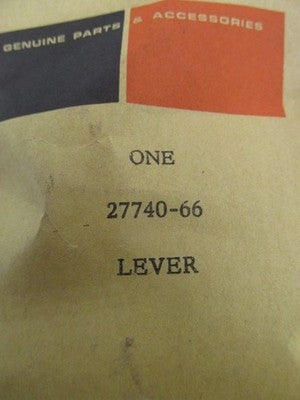 GENUINE PARTS & ACCESSORIES
ONE
27740-66
LEVER